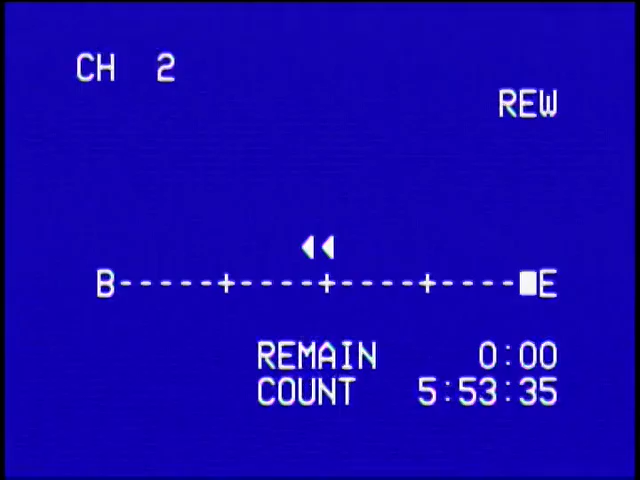 CH 2
REW
B-----+----+----+----■E
REMAIN 0:00
COUNT 5:53:35